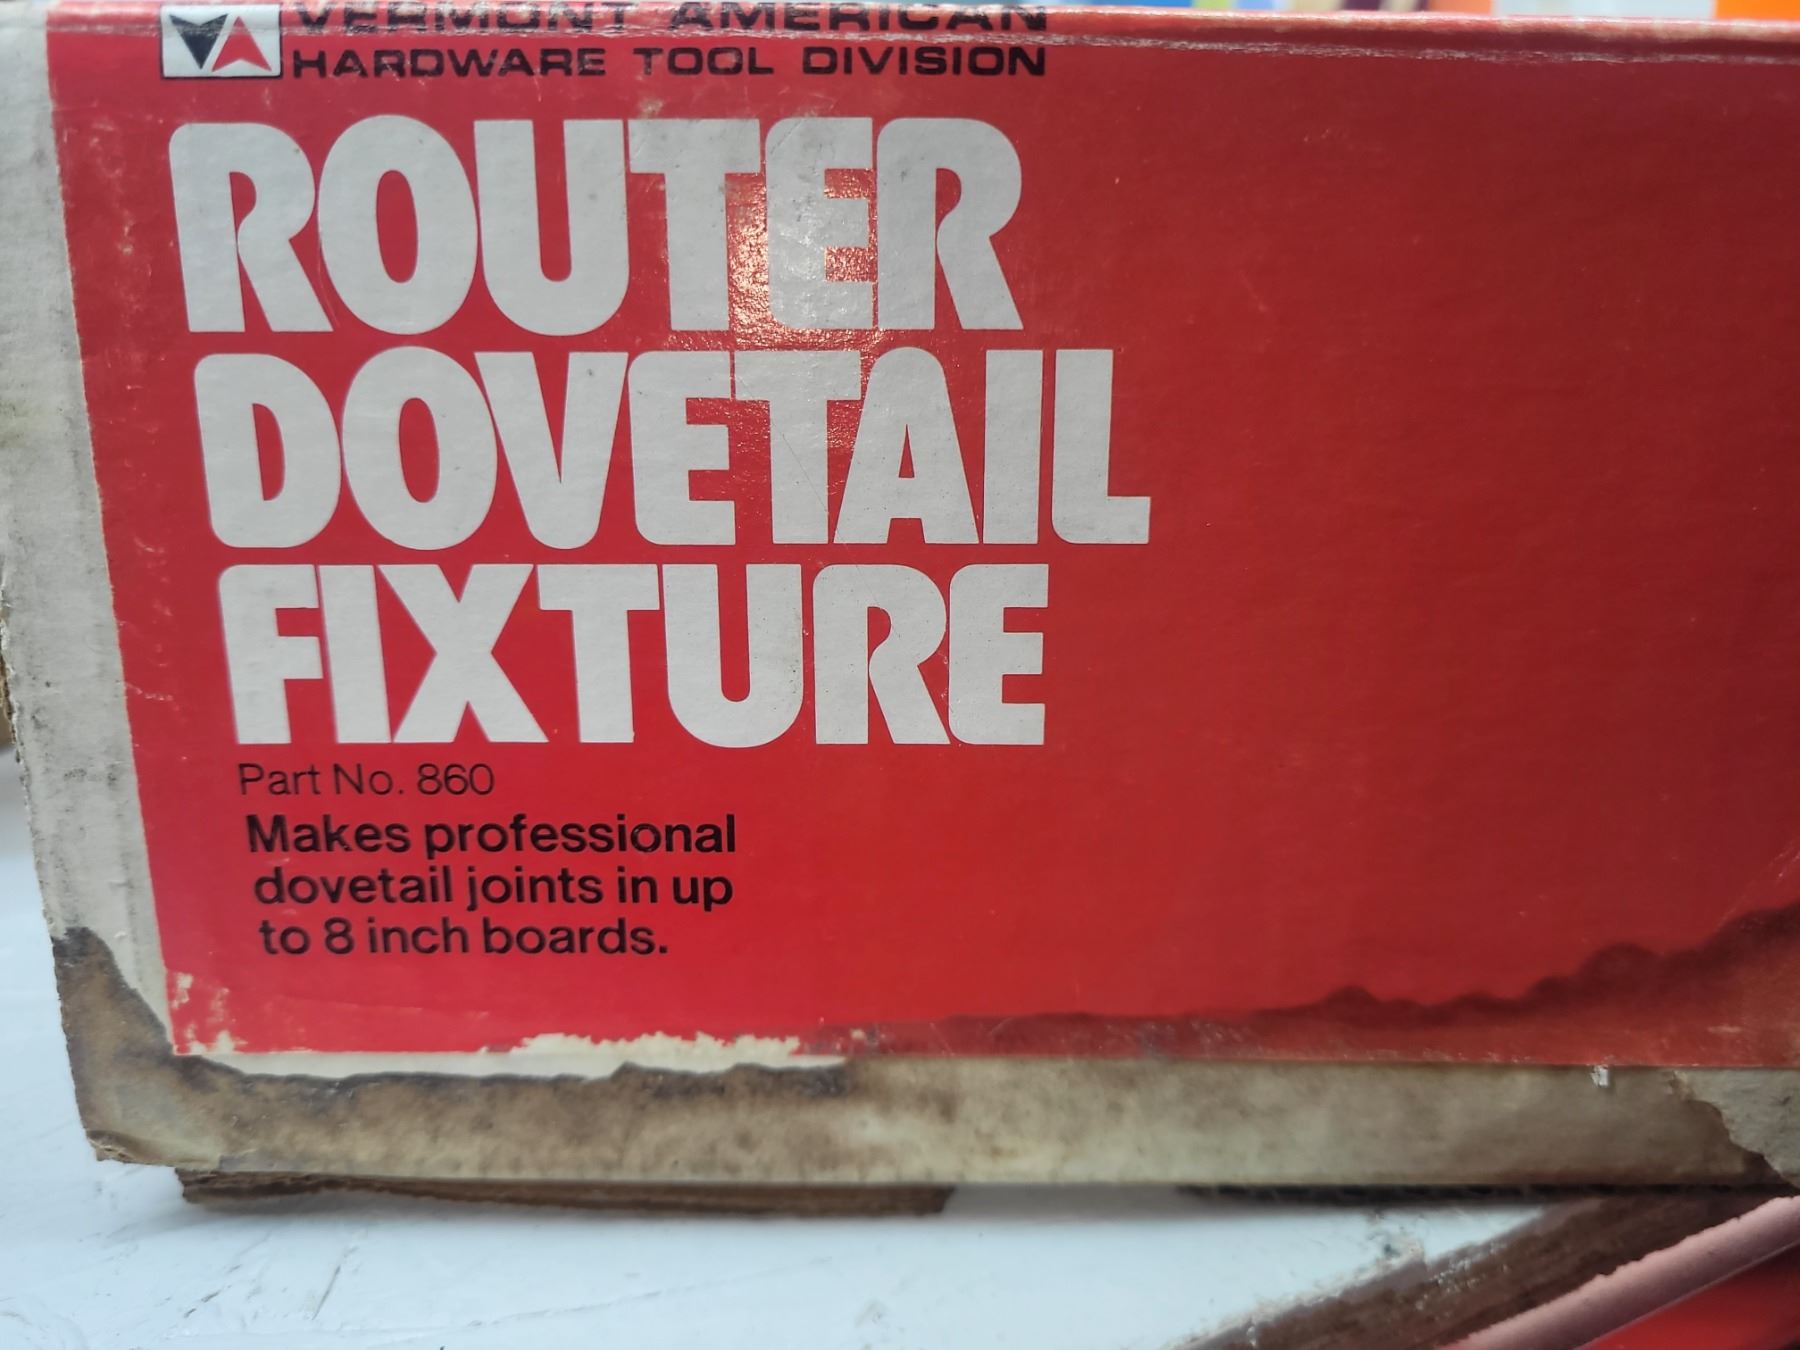 VERMONT AMERICAN
HARDWARE TOOL DIVISION
ROUTER
DOVETAIL
FIXTURE
Part No. 860
Makes professional
dovetail joints in up
to 8 inch boards.